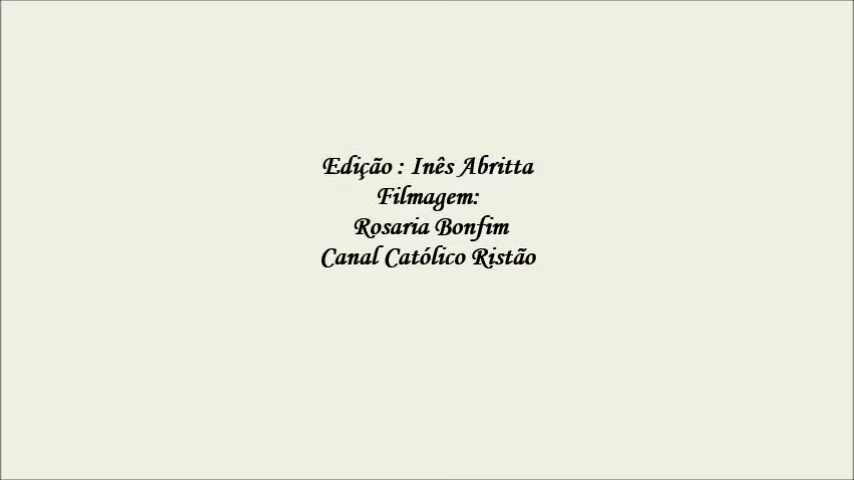 Edição : Inês Abritta
Filmagem:
Rosaria Bonfim
Canal Católico Ristão